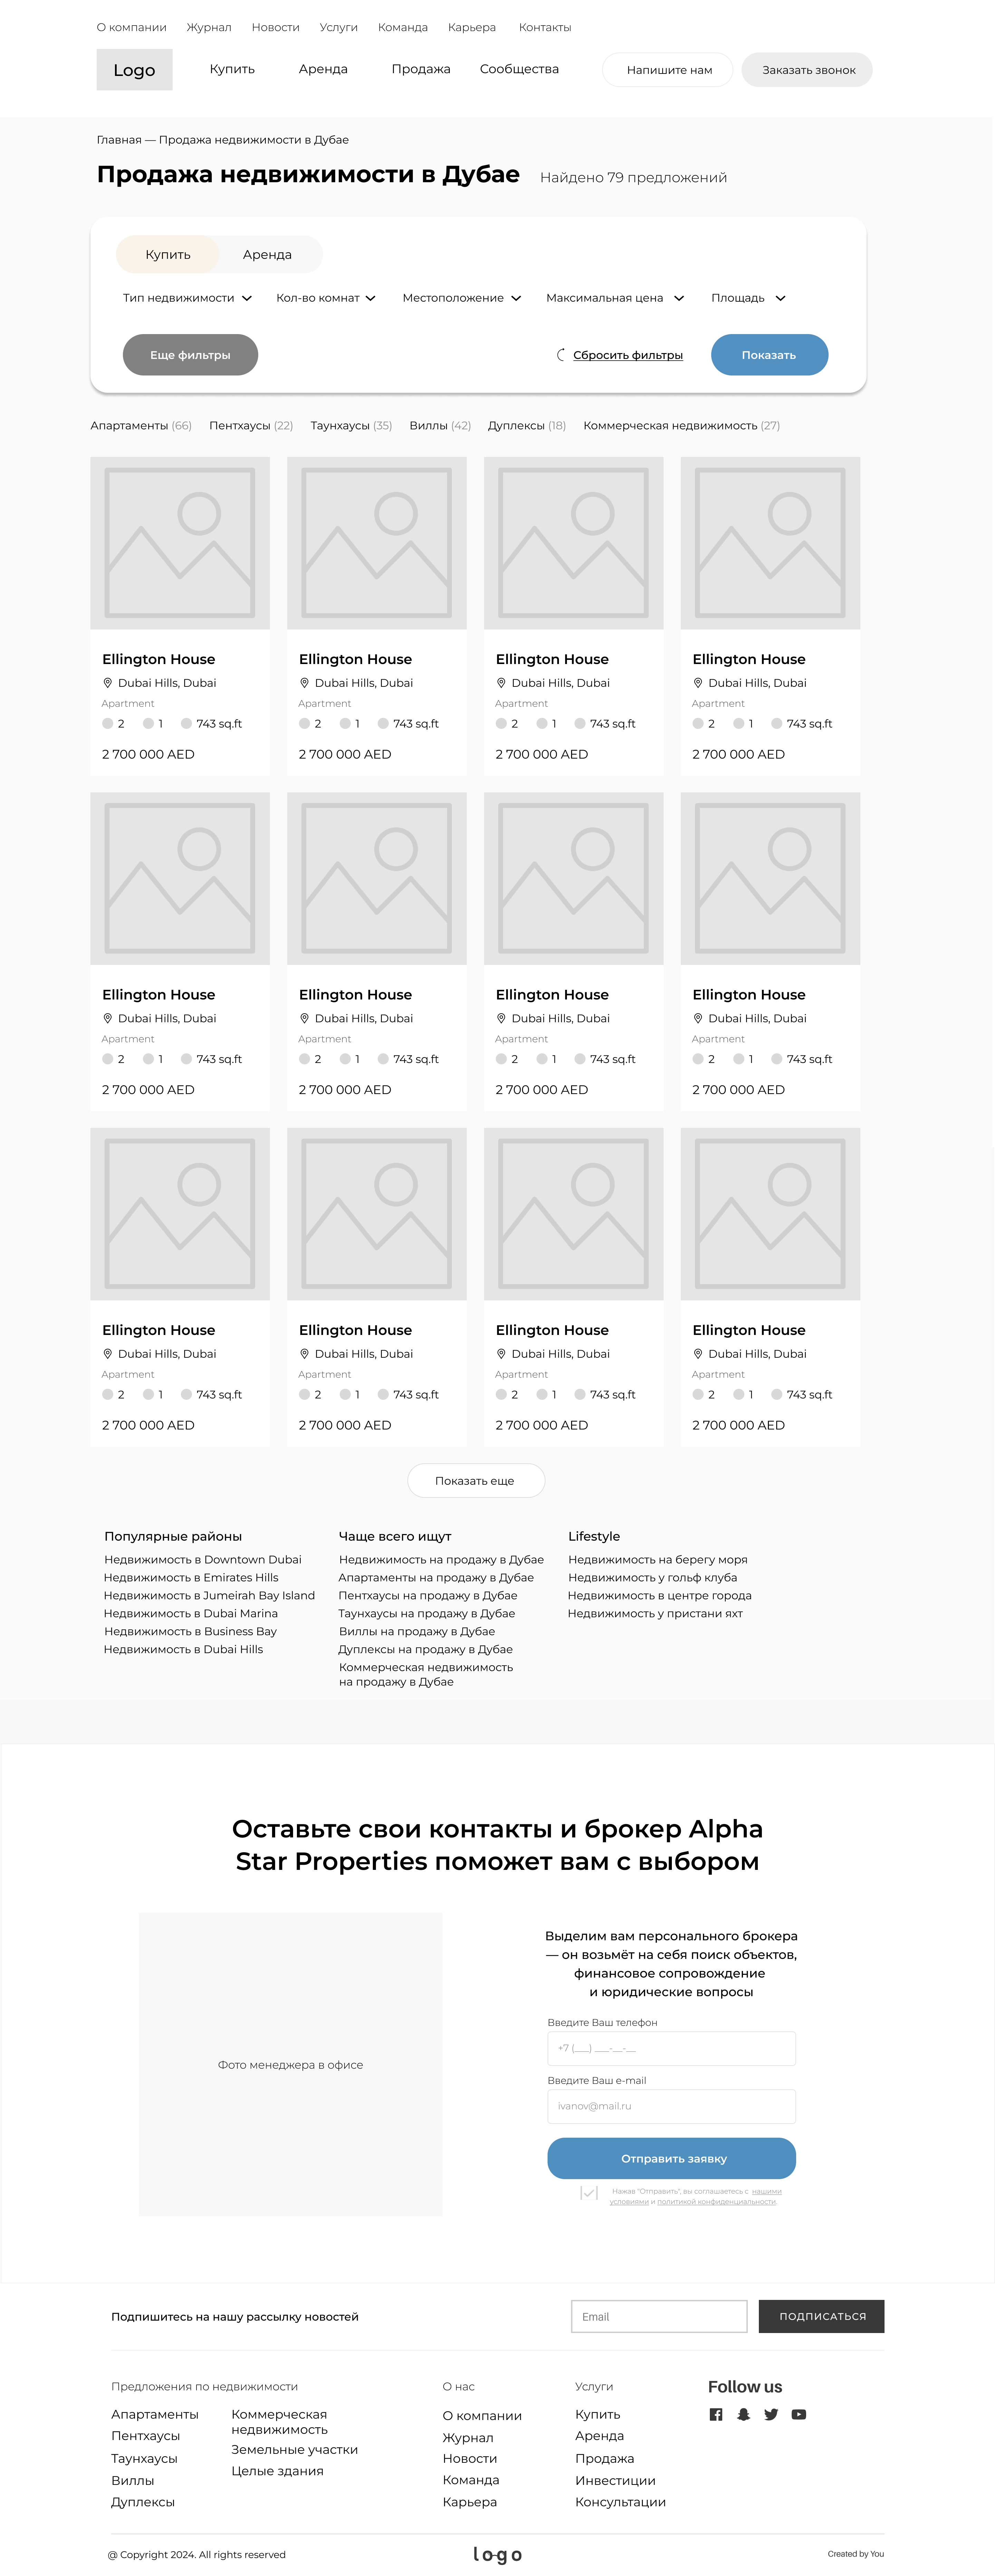 О компании Журнал Новости Услуги Команда Карьера Контакты
Logo Купить Аренда Продажа Сообщества Напишите нам Заказать звонок
Главная — Продажа недвижимости в Дубае
Продажа недвижимости в Дубае Найдено 79 предложений
Купить Аренда
Тип недвижимости Кол-во комнат Местоположение Максимальная цена Площадь
Еще фильтры Сбросить фильтры Показать
Апартаменты (66) Пентхаусы (22) Таунхаусы (35) Виллы (42) Дуплексы (18) Коммерческая недвижимость (27)
Ellington House Ellington House Ellington House Ellington House
Dubai Hills, Dubai Dubai Hills, Dubai Dubai Hills, Dubai Dubai Hills, Dubai
Apartment Apartment Apartment Apartment
2 1 743 sq.ft 2 1 743 sq.ft 2 1 743 sq.ft 2 1 743 sq.ft
2 700 000 AED 2 700 000 AED 2 700 000 AED 2 700 000 AED
Ellington House Ellington House Ellington House Ellington House
Dubai Hills, Dubai Dubai Hills, Dubai Dubai Hills, Dubai Dubai Hills, Dubai
Apartment Apartment Apartment Apartment
2 1 743 sq.ft 2 1 743 sq.ft 2 1 743 sq.ft 2 1 743 sq.ft
2 700 000 AED 2 700 000 AED 2 700 000 AED 2 700 000 AED
Ellington House Ellington House Ellington House Ellington House
Dubai Hills, Dubai Dubai Hills, Dubai Dubai Hills, Dubai Dubai Hills, Dubai
Apartment Apartment Apartment Apartment
2 1 743 sq.ft 2 1 743 sq.ft 2 1 743 sq.ft 2 1 743 sq.ft
2 700 000 AED 2 700 000 AED 2 700 000 AED 2 700 000 AED
Показать еще
Популярные районы
Недвижимость в Downtown Dubai
Недвижимость в Emirates Hills
Недвижимость в Jumeirah Bay Island
Недвижимость в Dubai Marina
Недвижимость в Business Bay
Недвижимость в Dubai Hills
Чаще всего ищут
Недвижимость на продажу в Дубае
Апартаменты на продажу в Дубае
Пентхаусы на продажу в Дубае
Таунхаусы на продажу в Дубае
Виллы на продажу в Дубае
Дуплексы на продажу в Дубае
Коммерческая недвижимость
на продажу в Дубае
Lifestyle
Недвижимость на берегу моря
Недвижимость у гольф клуба
Недвижимость в центре города
Недвижимость у пристани яхт
Оставьте свои контакты и брокер Alpha
Star Properties поможет вам с выбором
Фото менеджера в офисе
Выделим вам персонального брокера
— он возьмёт на себя поиск объектов,
финансовое сопровождение
и юридические вопросы
Введите Ваш телефон
+7 (___) ___-__-__
Введите Ваш e-mail
ivanov@mail.ru
Отправить заявку
Нажав "Отправить", вы соглашаетесь с нашими
условиями и политикой конфиденциальности.
Подпишитесь на нашу рассылку новостей Email ПОДПИСАТЬСЯ
Предложения по недвижимости
Апартаменты
Пентхаусы
Таунхаусы
Виллы
Дуплексы
Коммерческая
недвижимость
Земельные участки
Целые здания
О нас
О компании
Журнал
Новости
Команда
Карьера
Услуги
Купить
Аренда
Продажа
Инвестиции
Консультации
Follow us
@ Copyright 2024. All rights reserved logo Created by You